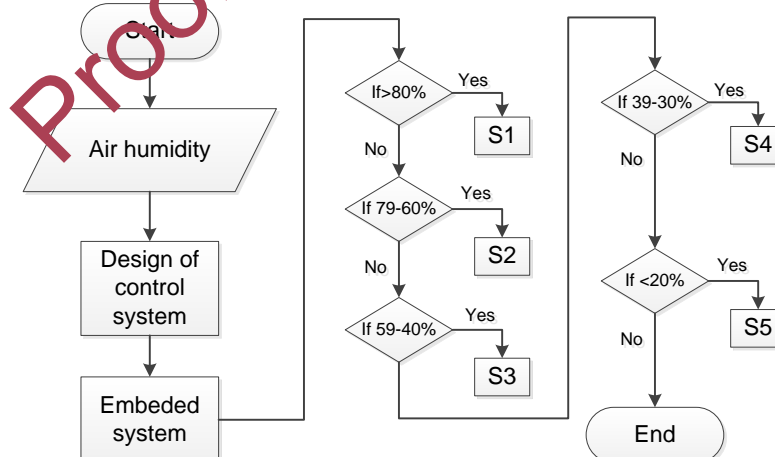 Start
Proo
Air humidity
Design of
control
system
Embeded
system
If>80%
Yes
S1
No
If 79-60%
Yes
S2
No
If 59-40%
Yes
S3
If 39-30%
Yes
S4
No
If <20%
Yes
S5
No
End